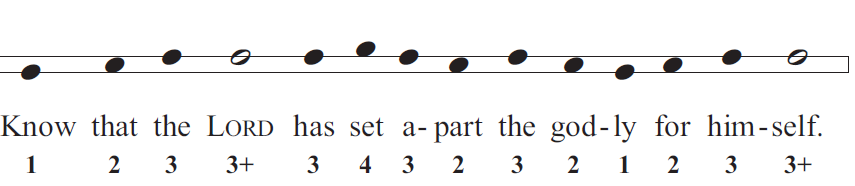 Know that the LORD has set a-part the god-ly for him-self.
1 2 3 3+ 3 4 3 2 3 2 1 2 3 3+